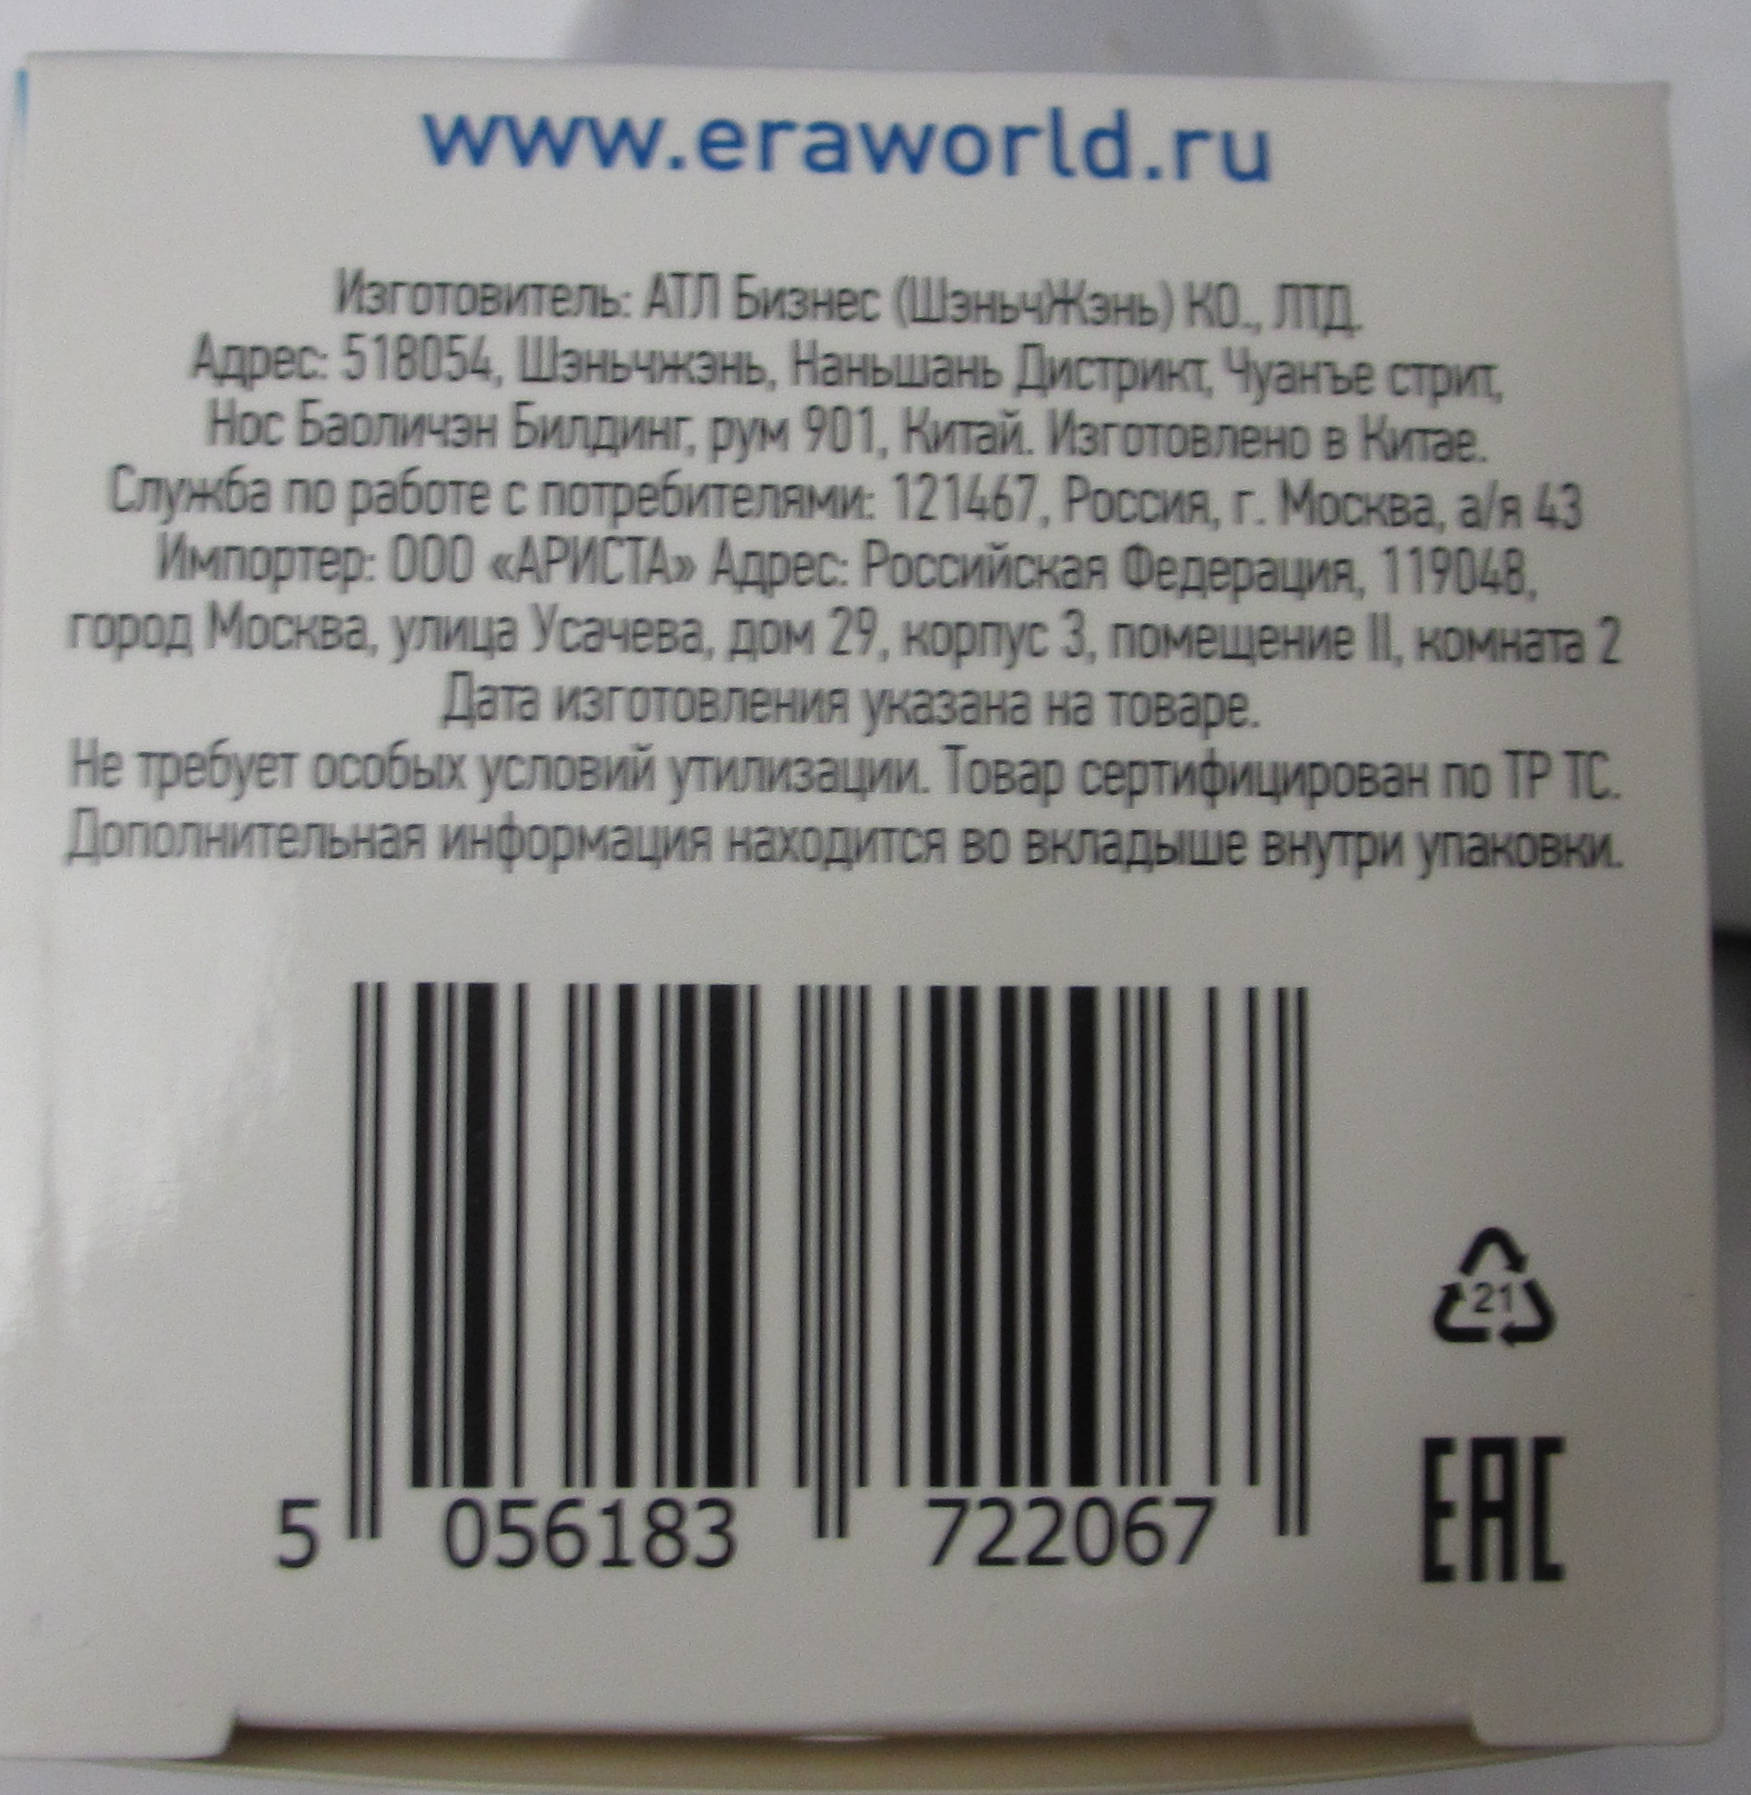 www.eraworld.ru
Изготовитель: АТЛ Бизнес (ШэньчЖэнь) КО., ЛТД.
Адрес: 518054, Шэньчжэнь, Наньшань Дистрикт, Чуанъе стрит,
Нос Баоличэн Билдинг, рум 901, Китай. Изготовлено в Китае.
Служба по работе с потребителями: 121467, Россия, г. Москва, а/я 43
Импортер: ООО «АРИСТА» Адрес: Российская Федерация, 119048,
город Москва, улица Усачева, дом 29, корпус 3, помещение II, комната 2
Дата изготовления указана на товаре.
Не требует особых условий утилизации. Товар сертифицирован по ТР ТС.
Дополнительная информация находится во вкладыше внутри упаковки.
21
5 056183 722067
EAC